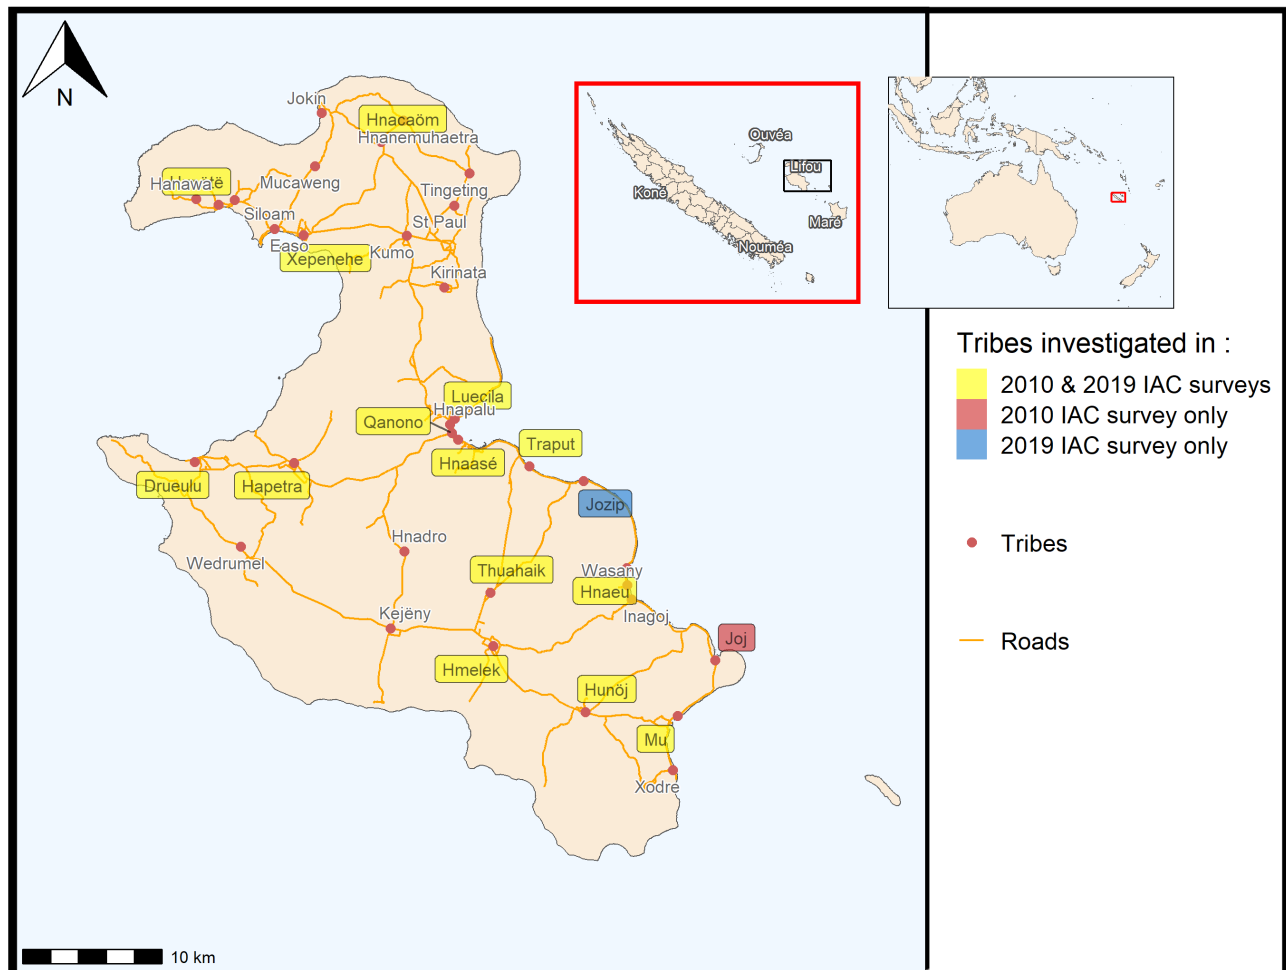 N
Jokin
Hnacaöm
Hnanemuhaetra
Hanawa
Mucaweng
Tingeting
Siloam
St Paul
Easo
Kumo
Xepenehe
Kirinata
Luecila
Hnapalu
Qanono
Hnaasé
Traput
Drueulu
Hapetra
Jozip
Hnadro
Wedrumel
Thuahaik
Wasany
Hnaeu
Inagoj
Kejëny
Joj
Hmelek
Hunöj
Mu
Xodre
10 km
Ouvéa
Lifou
Koné
Maré
Nouméa
Tribes investigated in :
2010 & 2019 IAC surveys
2010 IAC survey only
2019 IAC survey only
Tribes
Roads